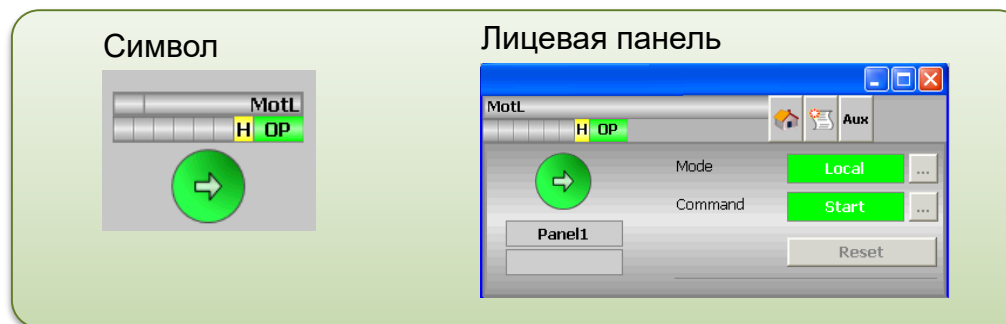 Символ
MotL
H OP
Лицевая панель
MotL
H OP
Aux
Mode
Local
...
Command
Start
...
Panel1
Reset